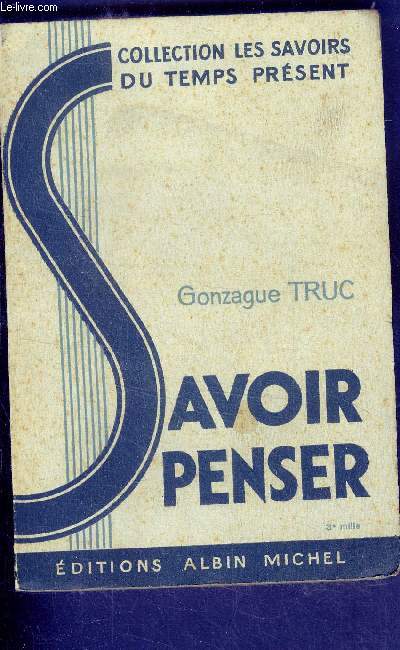 Le-livre.com
COLLECTION LES SAVOIRS
DU TEMPS PRÉSENT
Gonzague TRUC
SAVOIR
PENSER
3e mille
ÉDITIONS ALBIN MICHEL